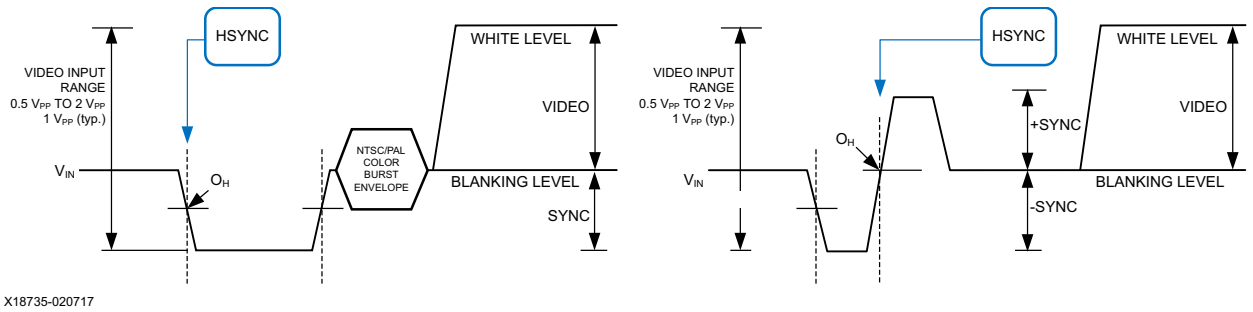 HSYNC
WHITE LEVEL
VIDEO INPUT
RANGE
0.5 VPP TO 2 VPP
1 VPP (typ.)
VIDEO
NTSC/PAL
COLOR
BURST
ENVELOPE
VIN
OH
BLANKING LEVEL
SYNC
HSYNC
WHITE LEVEL
VIDEO INPUT
RANGE
0.5 VPP TO 2 VPP
1 VPP (typ.)
VIDEO
+SYNC
OH
VIN
BLANKING LEVEL
-SYNC
X18735-020717